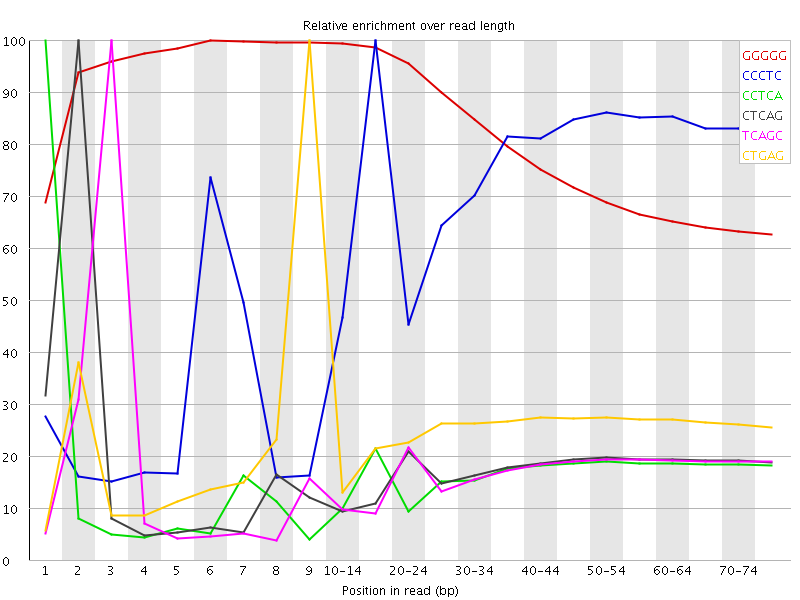 Relative enrichment over read length
100
90
80
70
60
50
40
30
20
10
0
GGGGG
CCCTC
CCTCA
CTCAG
TCAGC
CTGAG
1 2 3 4 5 6 7 8 9 10-14 20-24 30-34 40-44 50-54 60-64 70-74
Position in read (bp)